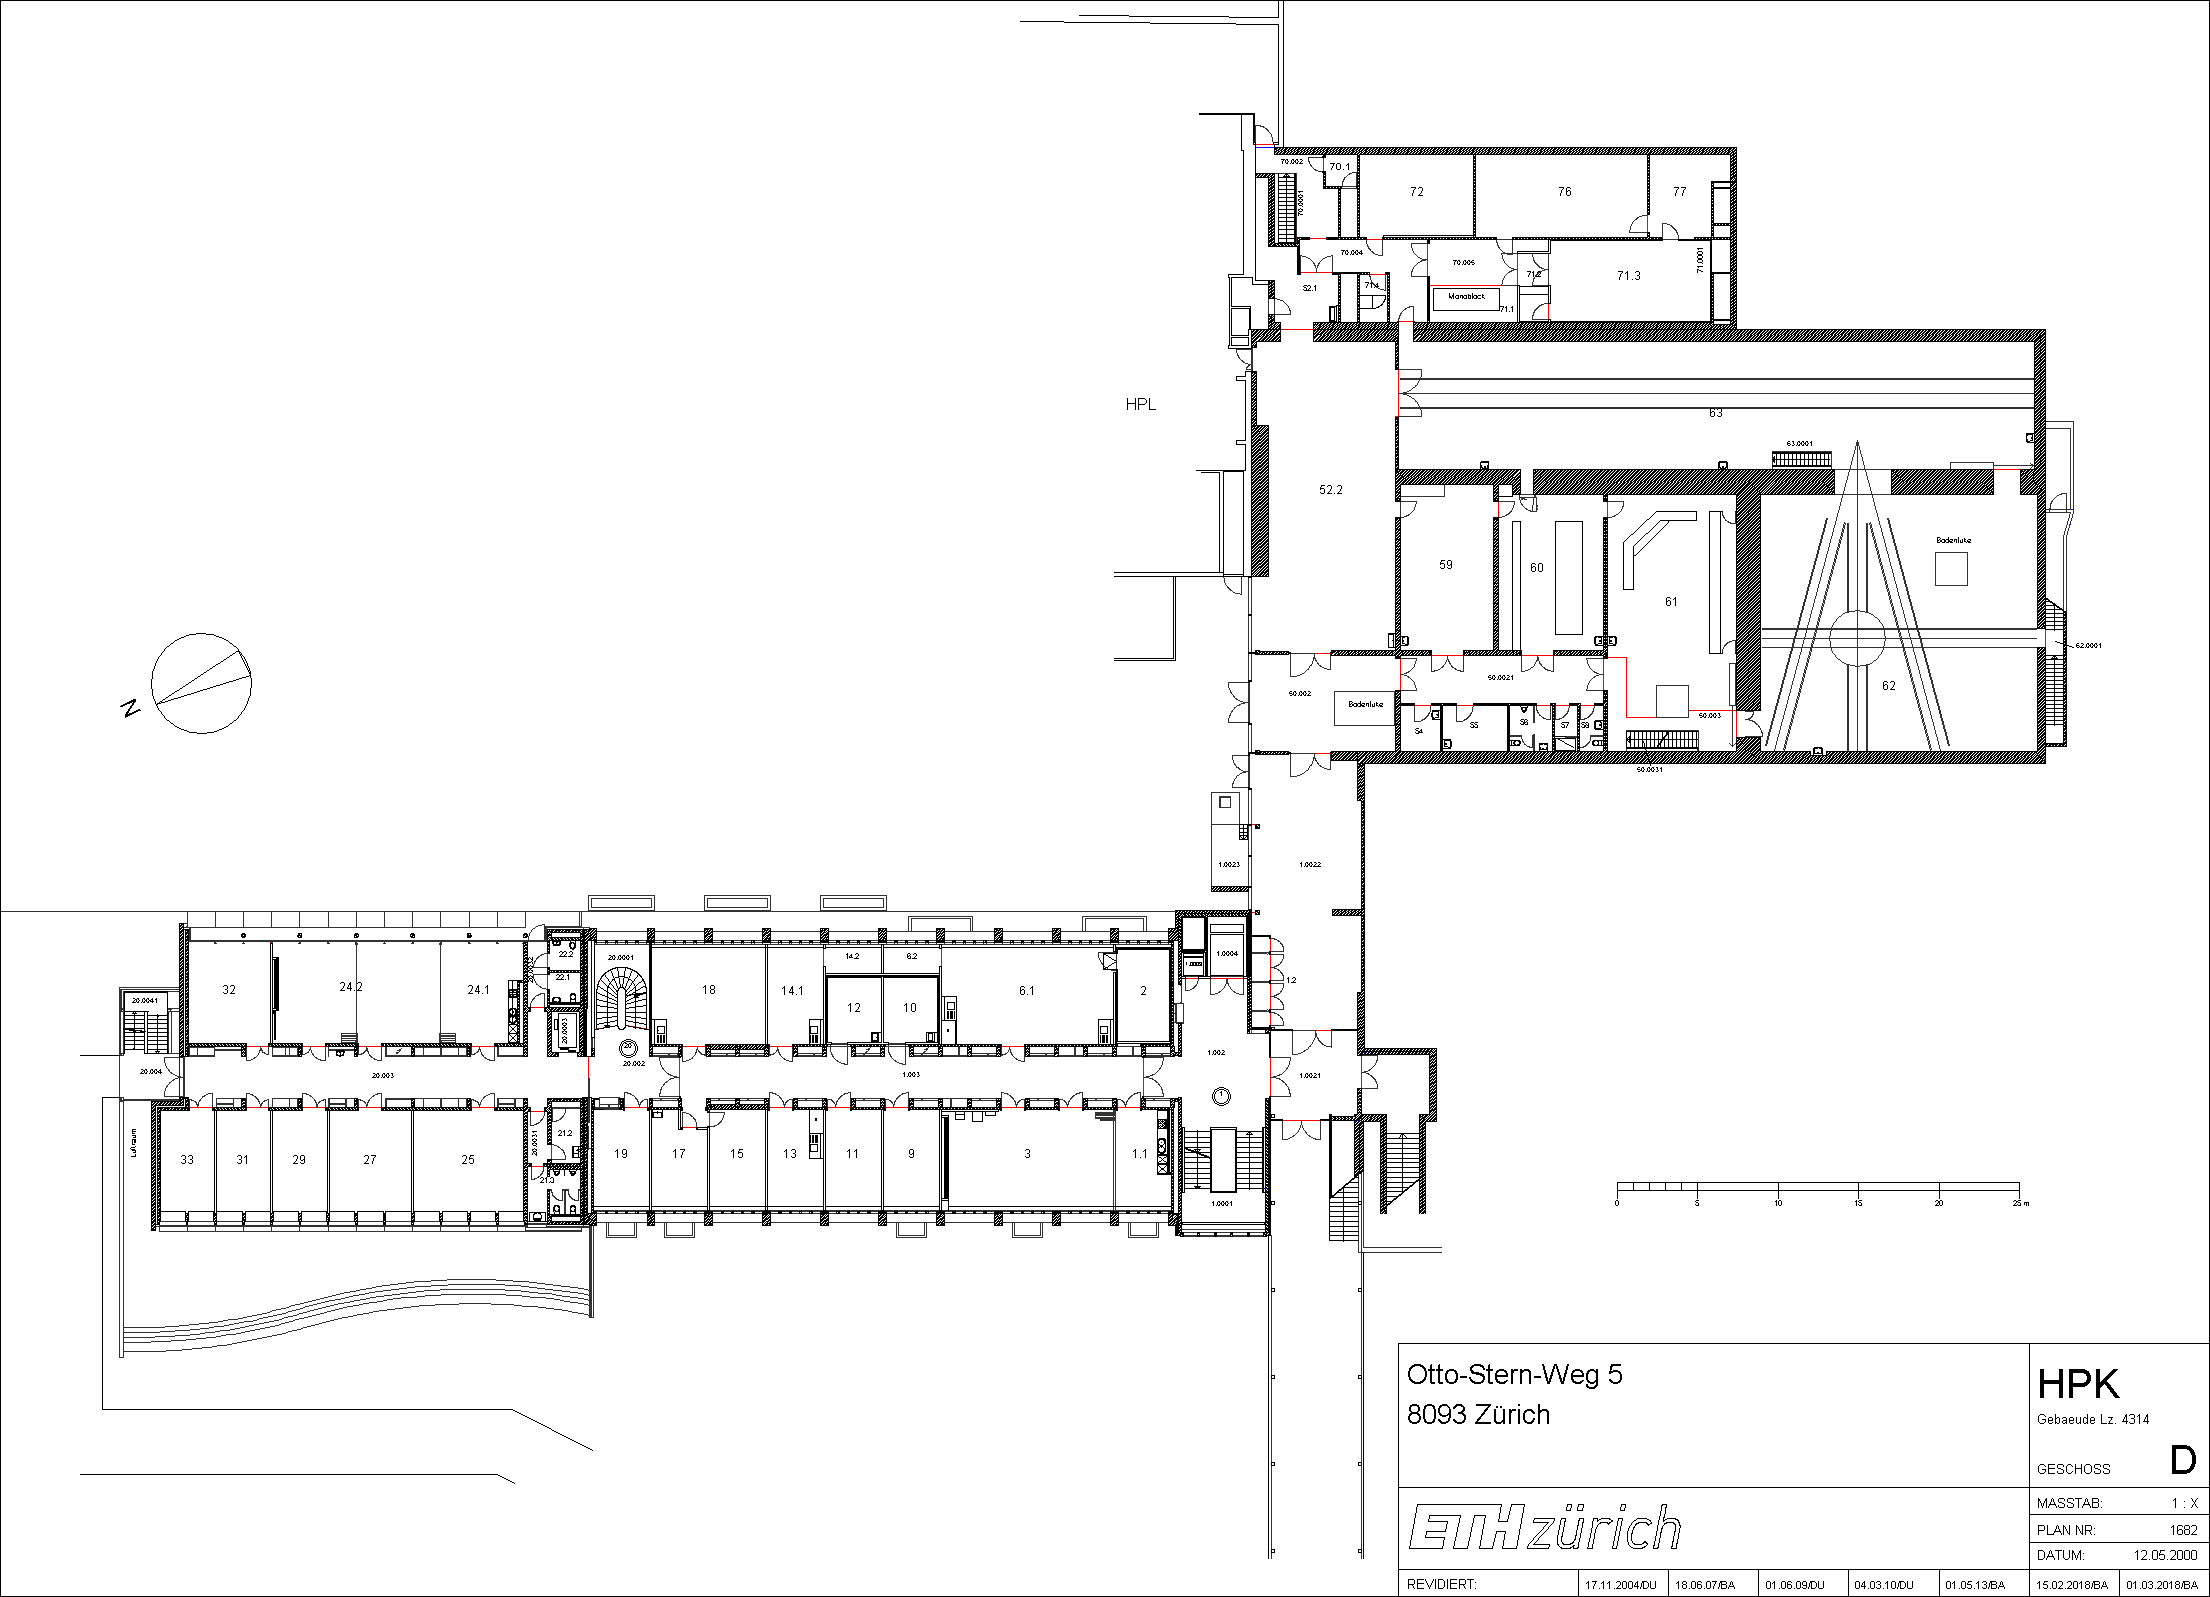 70.002
70.1
72
76
77
70.0001
70.004
70.005
71.2
71.3
71.0001
S2.1
71.4
Monoblock
71.1
HPL
63
63.0001
52.2
59
60
61
Bodenluke
62
62.0001
50.002
50.0021
Bodenluke
50.003
S4
S5
S6
S7
S8
50.0031
N
1.0023
1.0022
20.0001
14.2
6.2
22.2
22.1
1.0004
1.2
32
24.2
24.1
18
14.1
12
10
6.1
2
20.0041
20.0003
20.004
20.003
20.002
1.003
1.002
1.0021
Luftraum
33
31
29
27
25
20.0031
21.2
21.3
19
17
15
13
11
9
3
1.1
1.0001
0 5 10 15 20 25 m
Otto-Stern-Weg 5
8093 Zürich
HPK
Gebaeude Lz. 4314
GESCHOSS D
ETH zürich
MASSTAB: 1 : X
PLAN NR: 1682
DATUM: 12.05.2000
REVIDIERT: 17.11.2004/DU 18.06.07/BA 01.06.09/DU 04.03.10/DU 01.05.13/BA 15.02.2018/BA 01.03.2018/BA